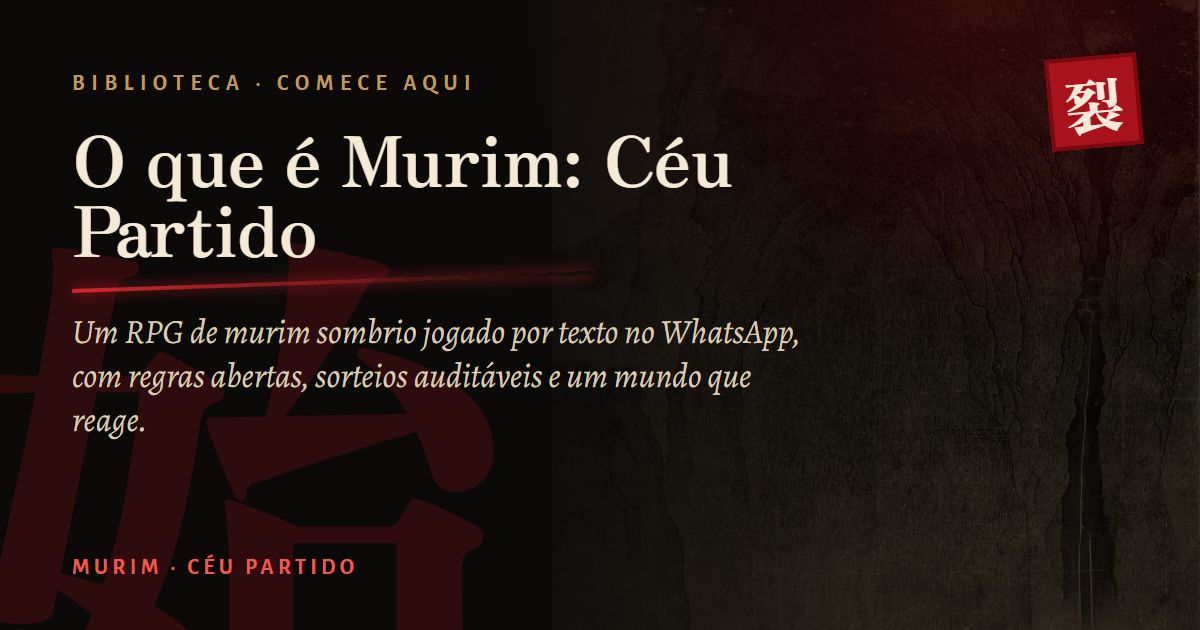 BIBLIOTECA · COMECE AQUI
裂
O que é Murim: Céu
Partido
Um RPG de murim sombrio jogado por texto no WhatsApp,
com regras abertas, sorteios auditáveis e um mundo que
reage.
始
MURIM · CÉU PARTIDO